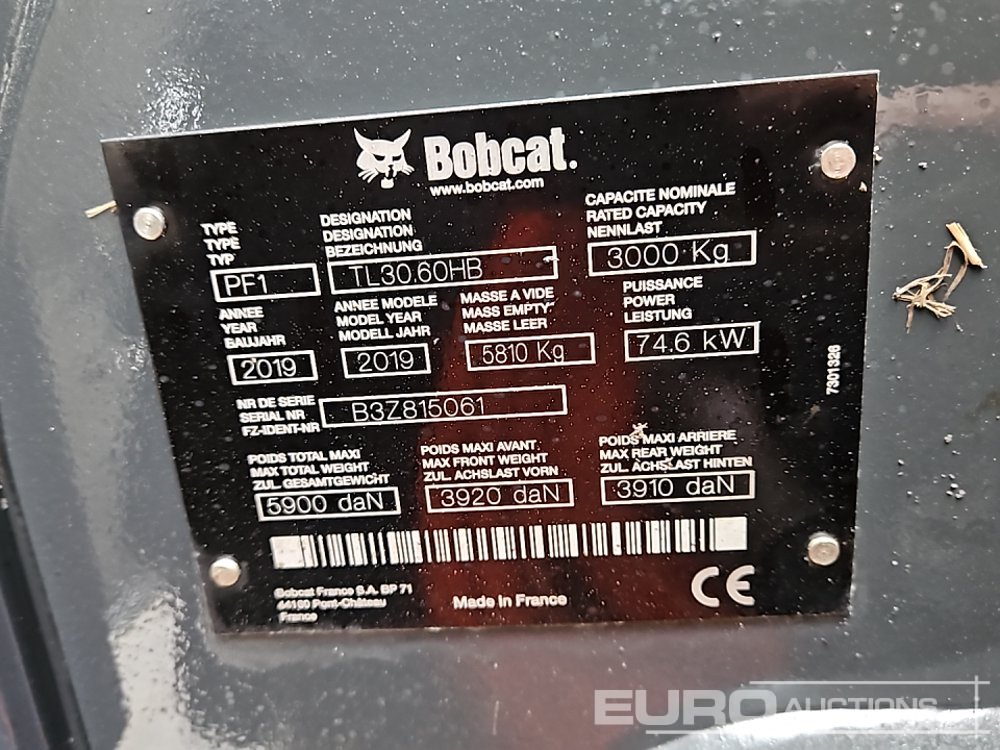 Bobcat.
www.bobcat.com
TYPE
TYPE
TYP
PF1
DESIGNATION
DESIGNATION
BEZEICHNUNG
TL30.60HB
CAPACITE NOMINALE
RATED CAPACITY
NENNLAST
3000 Kg
ANNEE
YEAR
BAUJAHR
2019
ANNEE MODELE
MODEL YEAR
MODELL JAHR
2019
MASSE A VIDE
MASS EMPTY
MASSE LEER
5810 Kg
PUISSANCE
POWER
LEISTUNG
74.6 kW
NR DE SERIE
SERIAL NR
FZ-IDENT-NR
B3Z815061
POIDS TOTAL MAXI
MAX TOTAL WEIGHT
ZUL. GESAMTGEWICHT
5900 daN
POIDS MAXI AVANT
MAX FRONT WEIGHT
ZUL. ACHSLAST VORN
3920 daN
POIDS MAXI ARRIERE
MAX REAR WEIGHT
ZUL. ACHSLAST HINTEN
3910 daN
7301326
Bobcat France S.A. BP 71
44160 Pont-Château
France
Made in France
CE
EURO AUCTIONS